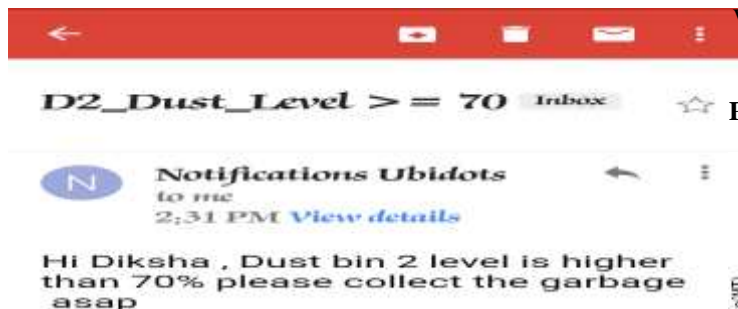 D2_Dust_Level >= 70 Inbox
N
Notifications Ubidots
to me
2:31 PM View details
Hi Diksha , Dust bin 2 level is higher
than 70% please collect the garbage
asap